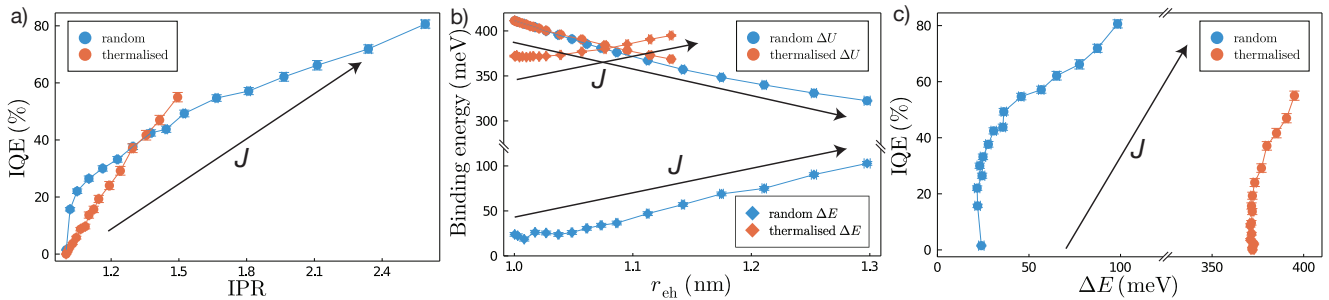 a)
random
thermalised
IQE (%)
80
60
40
20
0
J
1.2
1.5
1.8
2.1
2.4
IPR
b)
random ΔU
thermalised ΔU
Binding energy (meV)
400
350
300
100
50
0
J
J
random ΔE
thermalised ΔE
1.0
1.1
1.2
1.3
r_eh (nm)
c)
random
thermalised
IQE (%)
80
60
40
20
0
J
0
50
100
350
400
ΔE (meV)